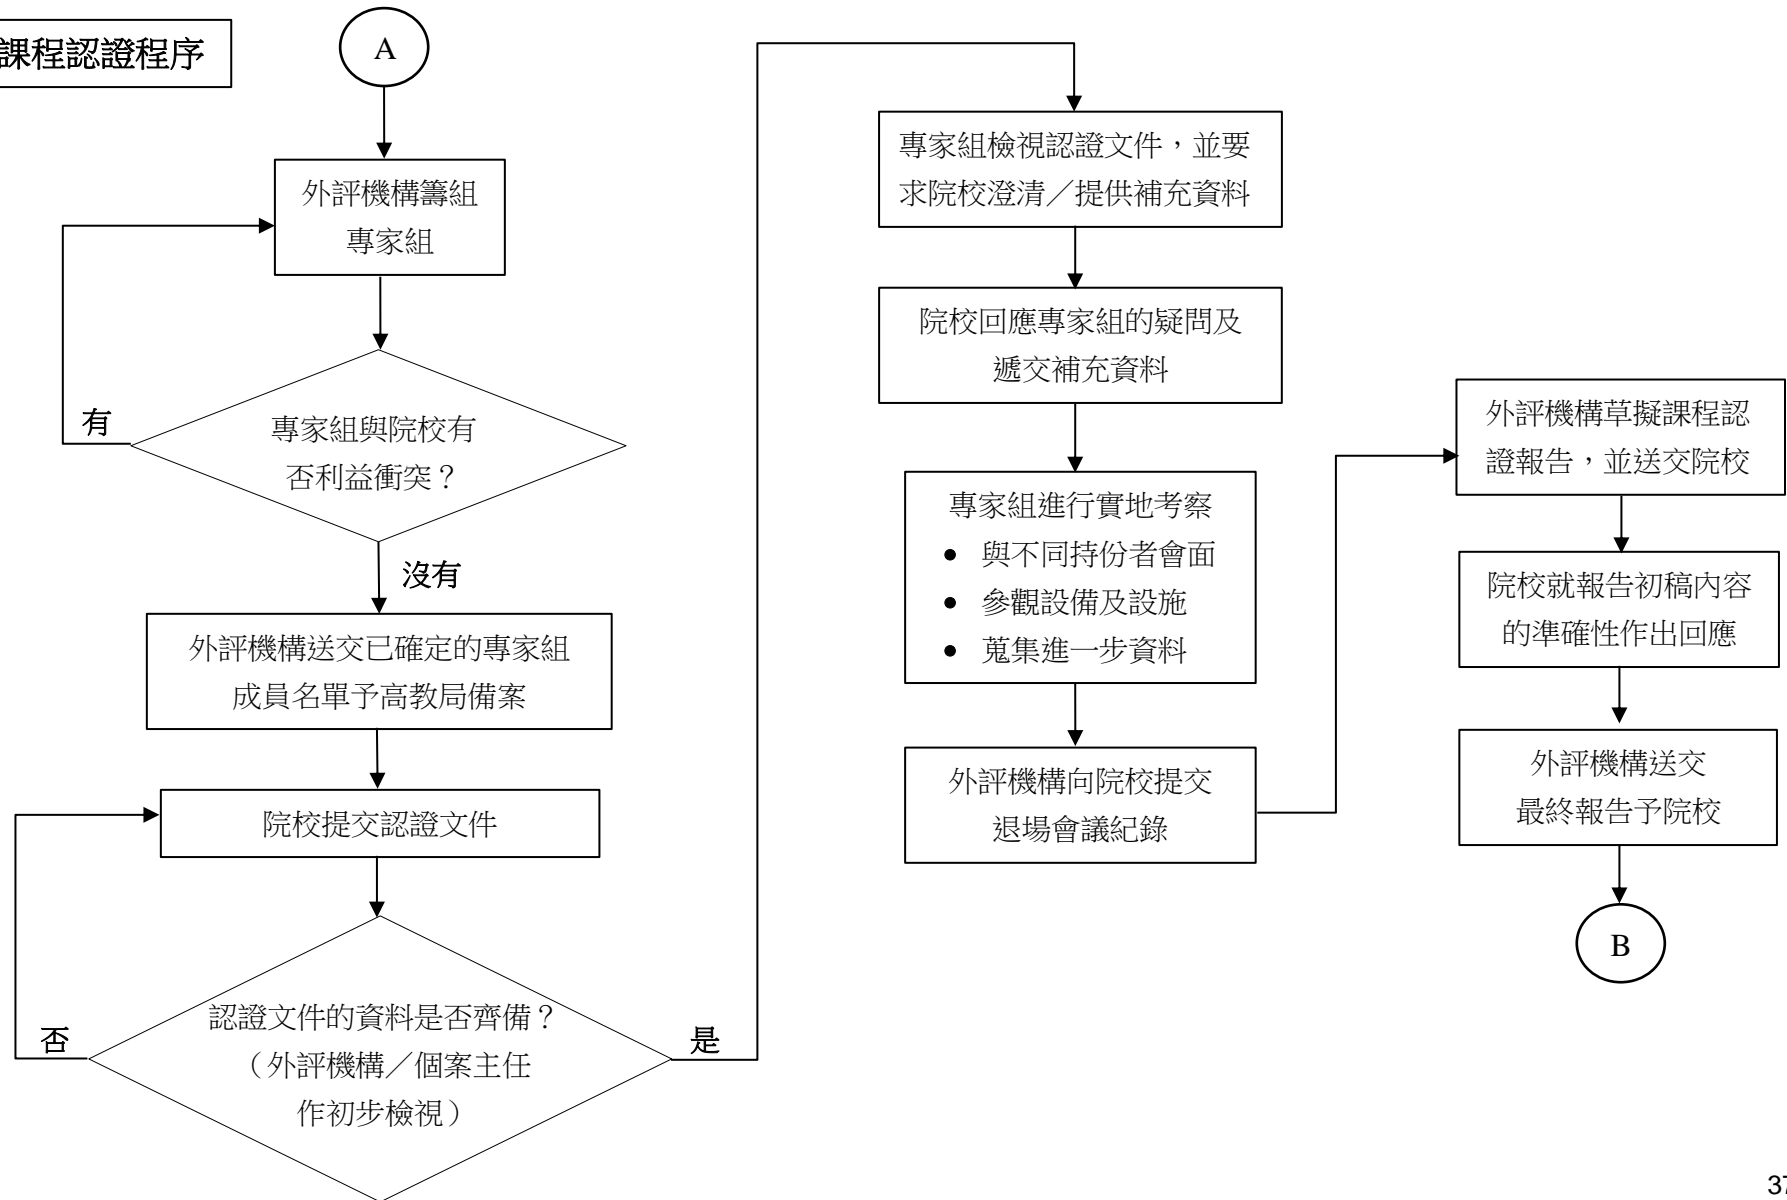 課程認證程序
A
外評機構籌組
專家組
有
專家組與院校有
否利益衝突？
沒有
外評機構送交已確定的專家組
成員名單予高教局備案
院校提交認證文件
否
認證文件的資料是否齊備？
（外評機構／個案主任
作初步檢視）
是
專家組檢視認證文件，並要
求院校澄清／提供補充資料
院校回應專家組的疑問及
遞交補充資料
專家組進行實地考察
• 與不同持份者會面
• 參觀設備及設施
• 蒐集進一步資料
外評機構向院校提交
退場會議紀錄
外評機構草擬課程認
證報告，並送交院校
院校就報告初稿內容
的準確性作出回應
外評機構送交
最終報告予院校
B